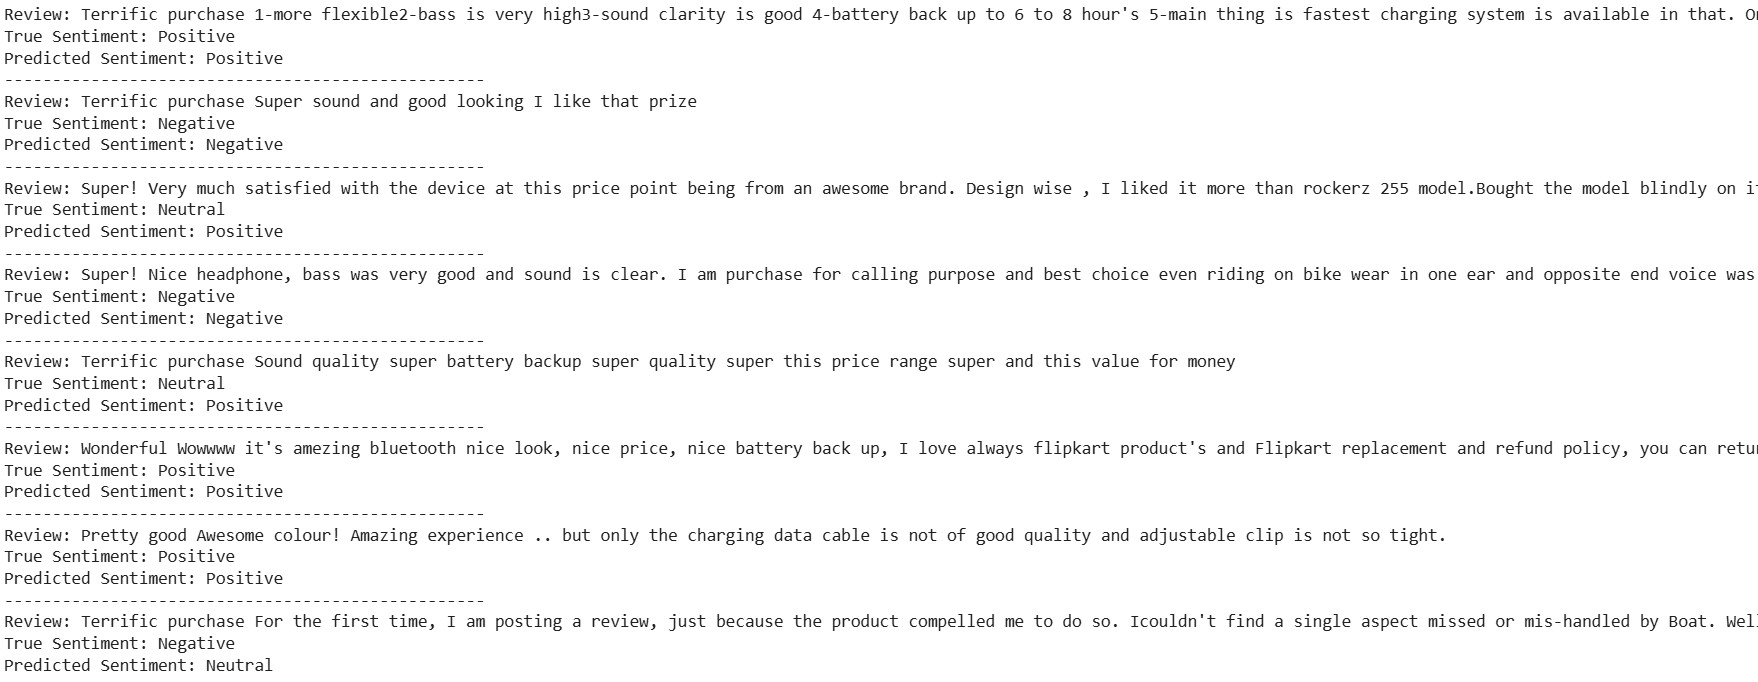 Review: Terrific purchase 1-more flexible2-bass is very high3-sound clarity is good 4-battery back up to 6 to 8 hour's 5-main thing is fastest charging system is available in that.
True Sentiment: Positive
Predicted Sentiment: Positive
--------------------------------------------------
Review: Terrific purchase Super sound and good looking I like that prize
True Sentiment: Negative
Predicted Sentiment: Negative
--------------------------------------------------
Review: Super! Very much satisfied with the device at this price point being from an awesome brand. Design wise , I liked it more than rockerz 255 model.Bought the model blindly on
True Sentiment: Neutral
Predicted Sentiment: Positive
--------------------------------------------------
Review: Super! Nice headphone, bass was very good and sound is clear. I am purchase for calling purpose and best choice even riding on bike wear in one ear and opposite end voice was
True Sentiment: Negative
Predicted Sentiment: Negative
--------------------------------------------------
Review: Terrific purchase Sound quality super battery backup super quality super this price range super and this value for money
True Sentiment: Neutral
Predicted Sentiment: Positive
--------------------------------------------------
Review: Wonderful Wowwww it's amezing bluetooth nice look, nice price, nice battery back up, I love always flipkart product's and Flipkart replacement and refund policy, you can
True Sentiment: Positive
Predicted Sentiment: Positive
--------------------------------------------------
Review: Pretty good Awesome colour! Amazing experience .. but only the charging data cable is not of good quality and adjustable clip is not so tight.
True Sentiment: Positive
Predicted Sentiment: Positive
--------------------------------------------------
Review: Terrific purchase For the first time, I am posting a review, just because the product compelled me to do so. Icouldn't find a single aspect missed or mis-handled by Boat.
True Sentiment: Negative
Predicted Sentiment: Neutral